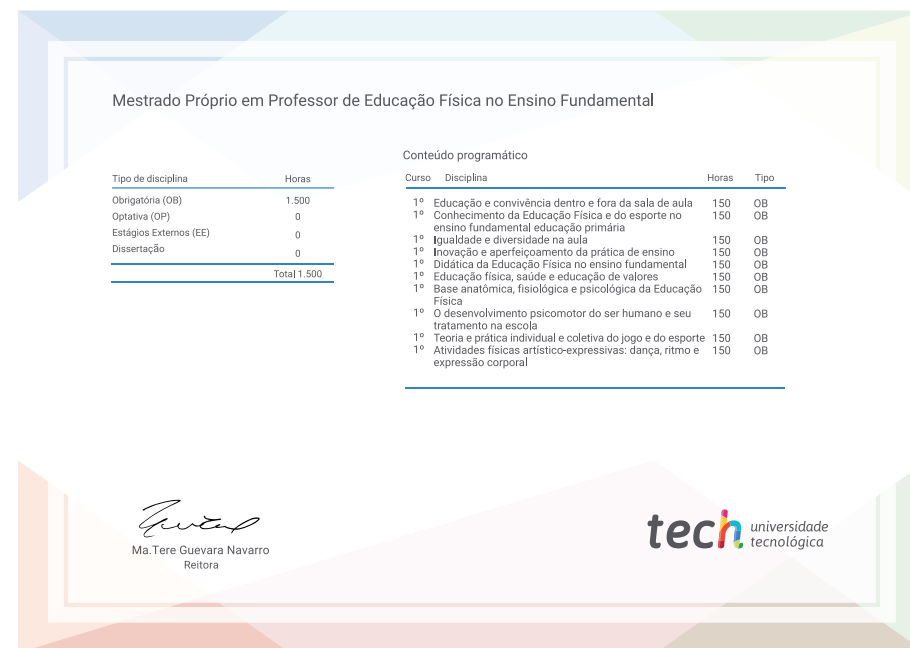 Mestrado Próprio em Professor de Educação Física no Ensino Fundamental
Tipo de disciplina Horas
Obrigatória (OB) 1.500
Optativa (OP) 0
Estágios Externos (EE) 0
Dissertação 0
Total 1.500
Conteúdo programático
Curso Disciplina Horas Tipo
1º Educação e convivência dentro e fora da sala de aula 150 OB
1º Conhecimento da Educação Física e do esporte no 150 OB
ensino fundamental educação primária
1º Igualdade e diversidade na aula 150 OB
1º Inovação e aperfeiçoamento da prática de ensino 150 OB
1º Didática da Educação Física no ensino fundamental 150 OB
1º Educação física, saúde e educação de valores 150 OB
1º Base anatômica, fisiológica e psicológica da Educação 150 OB
Física
1º O desenvolvimento psicomotor do ser humano e seu 150 OB
tratamento na escola
1º Teoria e prática individual e coletiva do jogo e do esporte 150 OB
1º Atividades físicas artístico-expressivas: dança, ritmo e 150 OB
expressão corporal
Ma.Tere Guevara Navarro
Reitora
tech universidade
tecnológica